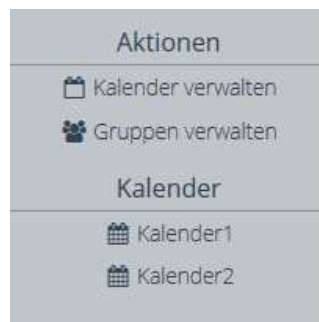 Aktionen
Kalender verwalten
Gruppen verwalten
Kalender
Kalender1
Kalender2